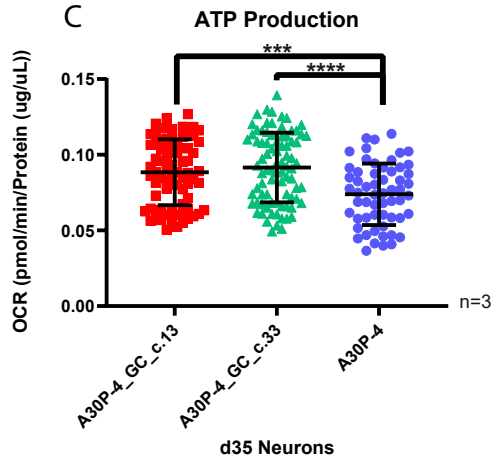 C
ATP Production
***
****
OCR (pmol/min/Protein (ug/uL))
0.15
0.10
0.05
0.00
n=3
A30P-4_GC_c.13
A30P-4_GC_c.33
A30P-4
d35 Neurons